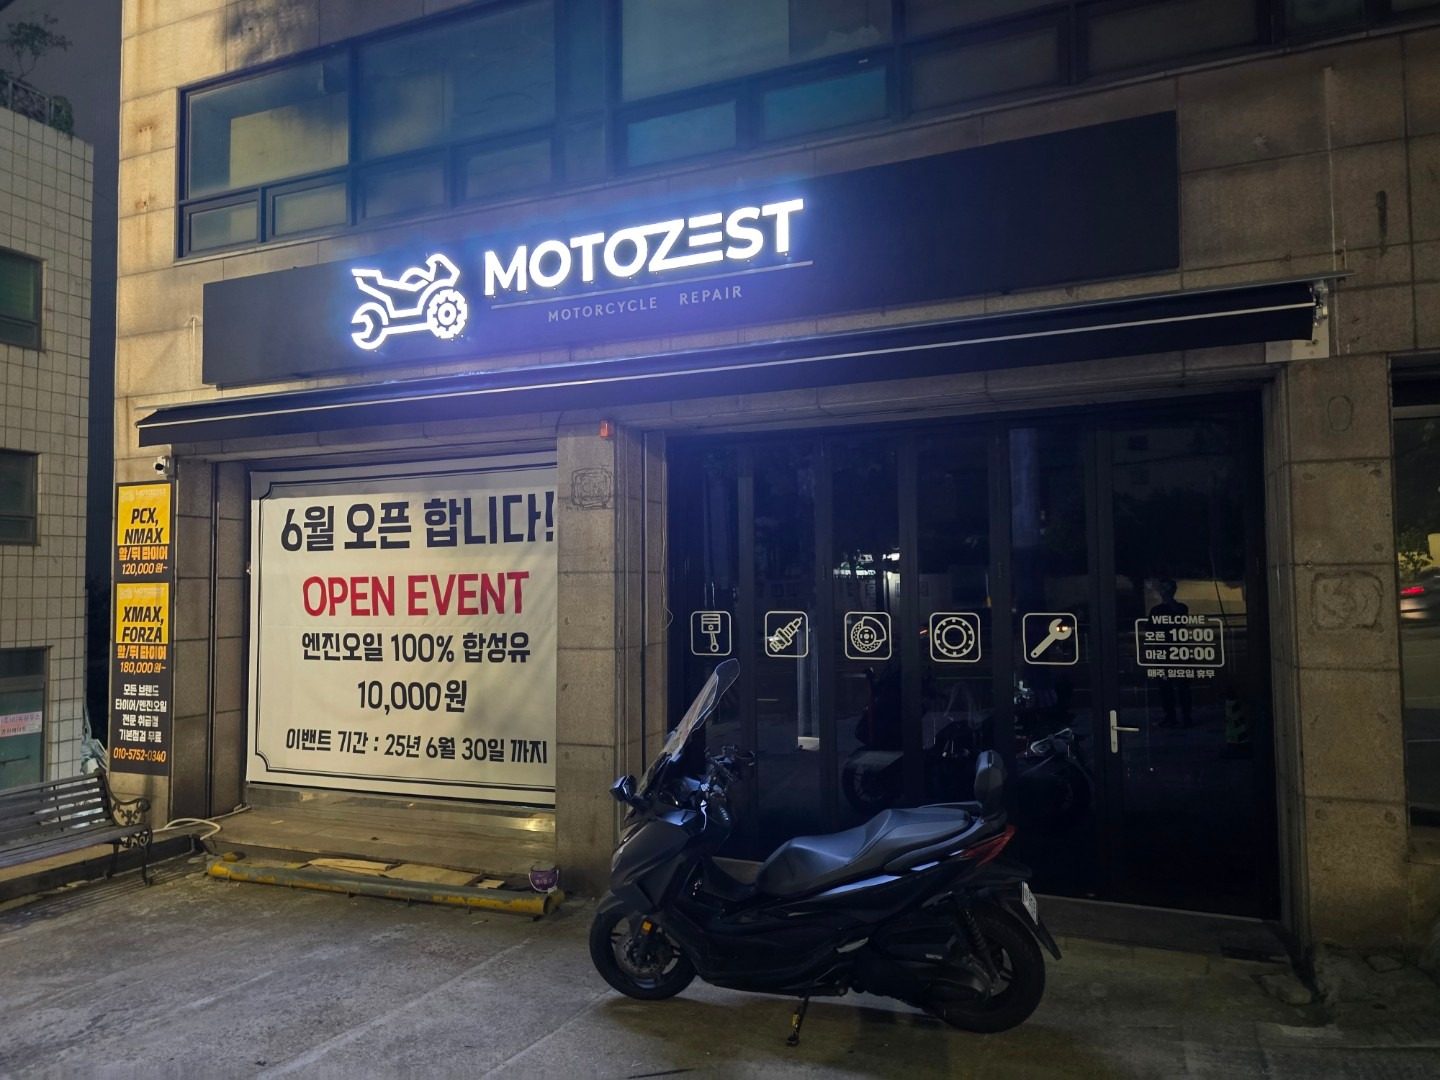 MOTOZEST
MOTORCYCLE REPAIR
PCX,
NMAX
앞/뒤 타이어
120,000원~
XMAX,
FORZA
앞/뒤 타이어
180,000원~
모든 브랜드
타이어/엔진오일
전문 취급점
기본점검 무료
010-5752-0340
6월 오픈 합니다!
OPEN EVENT
엔진오일 100% 합성유
10,000원
이벤트 기간 : 25년 6월 30일 까지
WELCOME
오픈 10:00
마감 20:00
매주 일요일 휴무